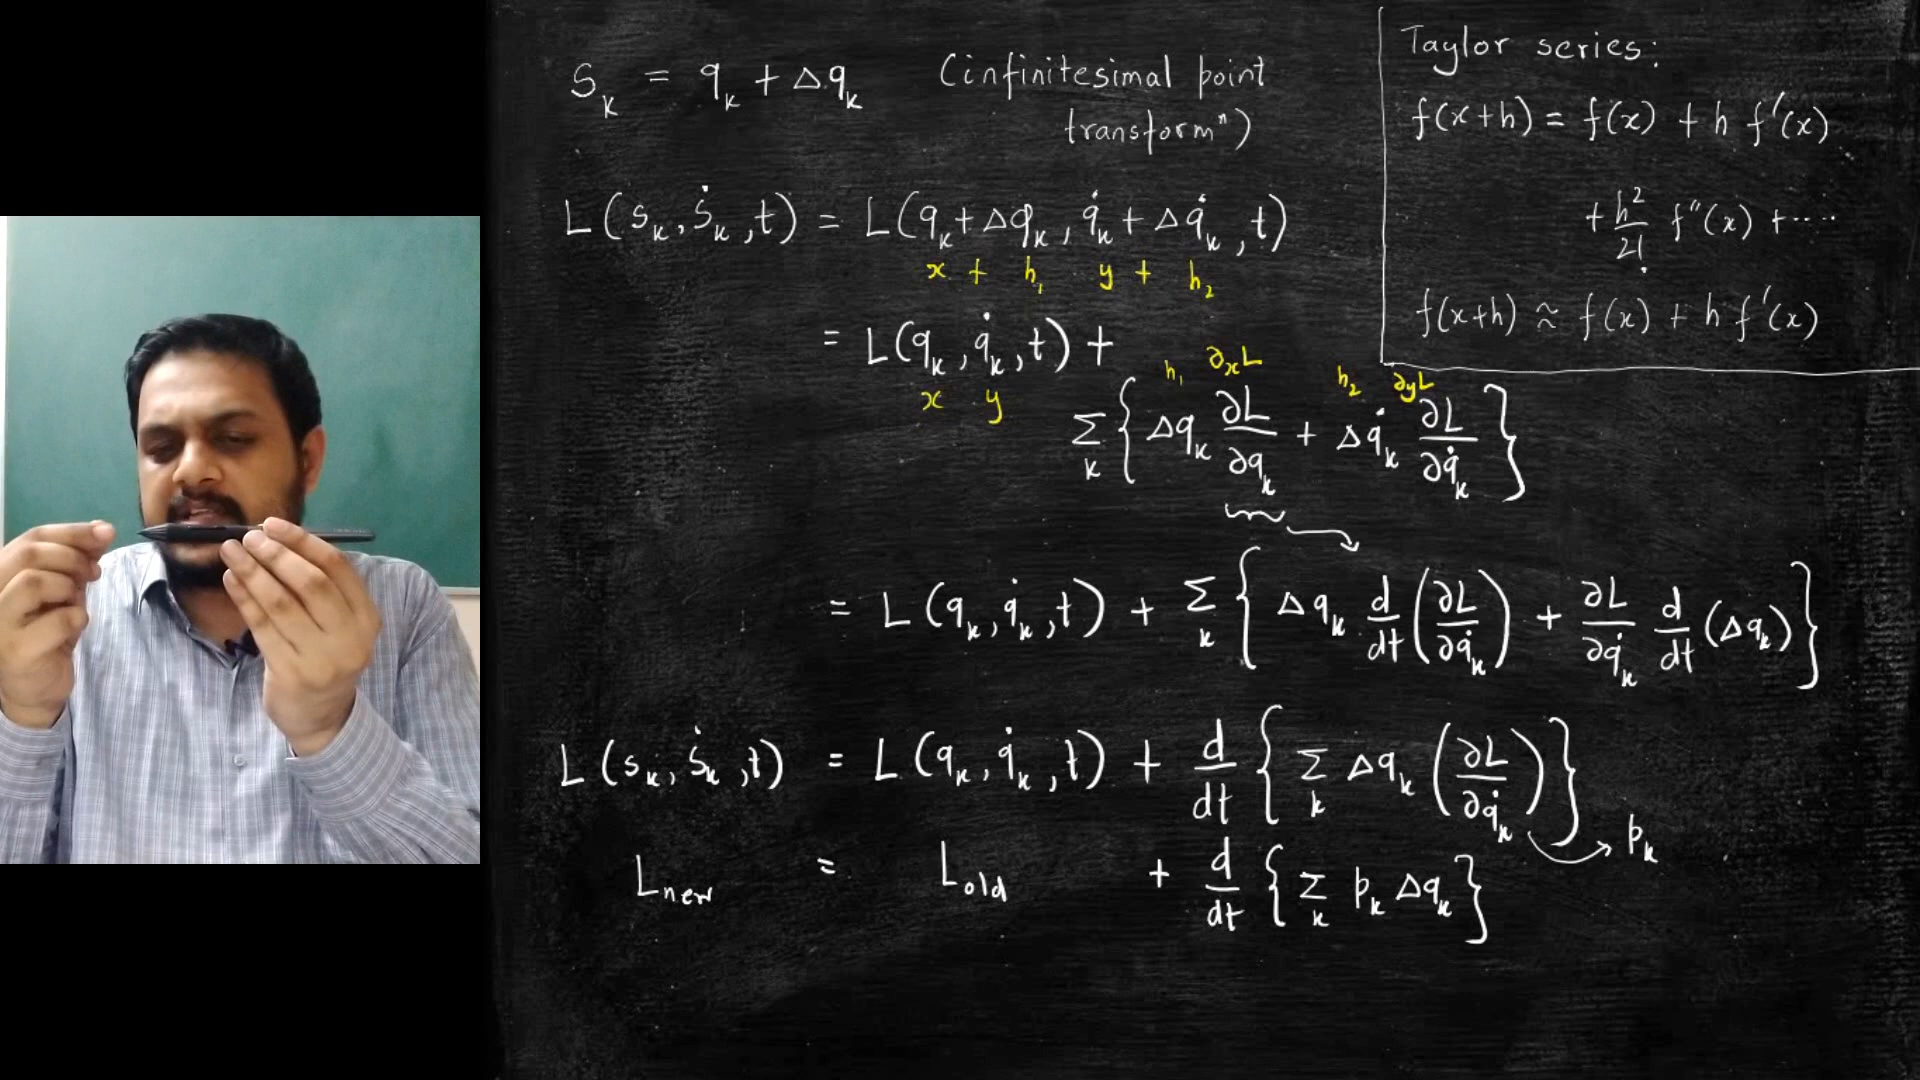 S_k = q_k + Δq_k (infinitesimal point
transformⁿ)
L(s_k, ṡ_k, t) = L(q_k + Δq_k, q̇_k + Δq̇_k, t)
x + h₁ y + h₂
= L(q_k, q̇_k, t) +
x y
h₁ ∂ₓL h₂ ∂_yL
Σ_k { Δq_k ∂L/∂q_k + Δq̇_k ∂L/∂q̇_k }
= L(q_k, q̇_k, t) + Σ_k { Δq_k d/dt (∂L/∂q̇_k) + ∂L/∂q̇_k d/dt (Δq_k) }
L(s_k, ṡ_k, t) = L(q_k, q̇_k, t) + d/dt { Σ_k Δq_k (∂L/∂q̇_k) }
p_k
L_new = L_old + d/dt { Σ_k p_k Δq_k }
Taylor series:
f(x+h) = f(x) + h f'(x)
+ h²/2! f''(x) + ....
f(x+h) ≈ f(x) + h f'(x)